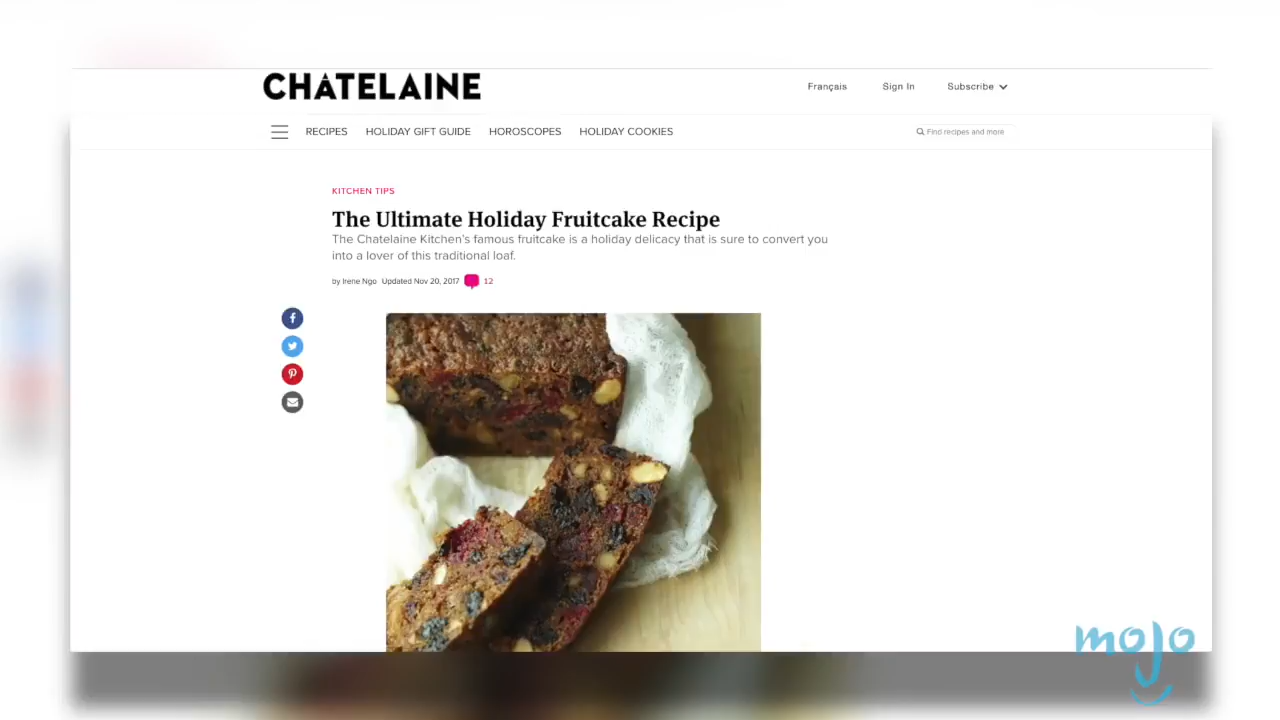 CHATELAINE
Français Sign In Subscribe
RECIPES HOLIDAY GIFT GUIDE HOROSCOPES HOLIDAY COOKIES Find recipes and more
KITCHEN TIPS
The Ultimate Holiday Fruitcake Recipe
The Chatelaine Kitchen's famous fruitcake is a holiday delicacy that is sure to convert you
into a lover of this traditional loaf.
by Irene Ngo Updated Nov 20, 2017 12
mojo